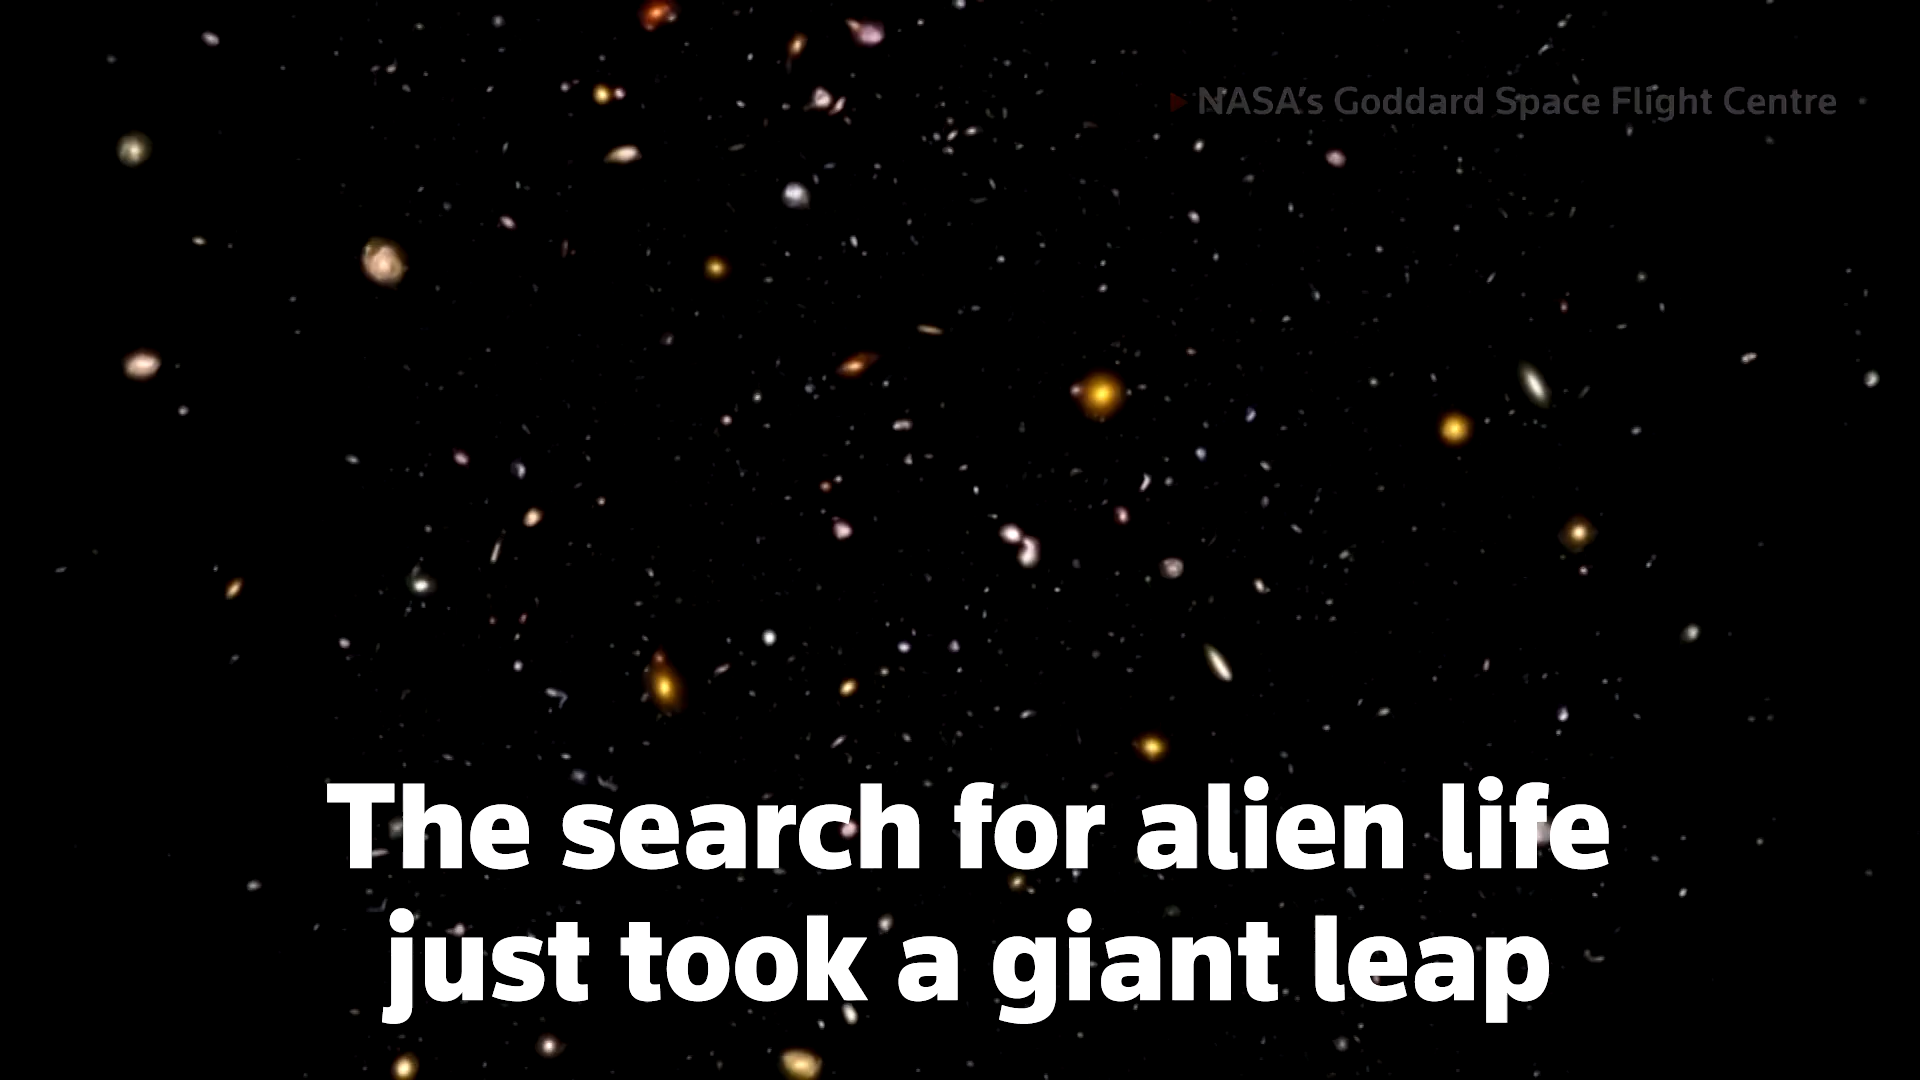 NASA's Goddard Space Flight Centre
The search for alien life
just took a giant leap